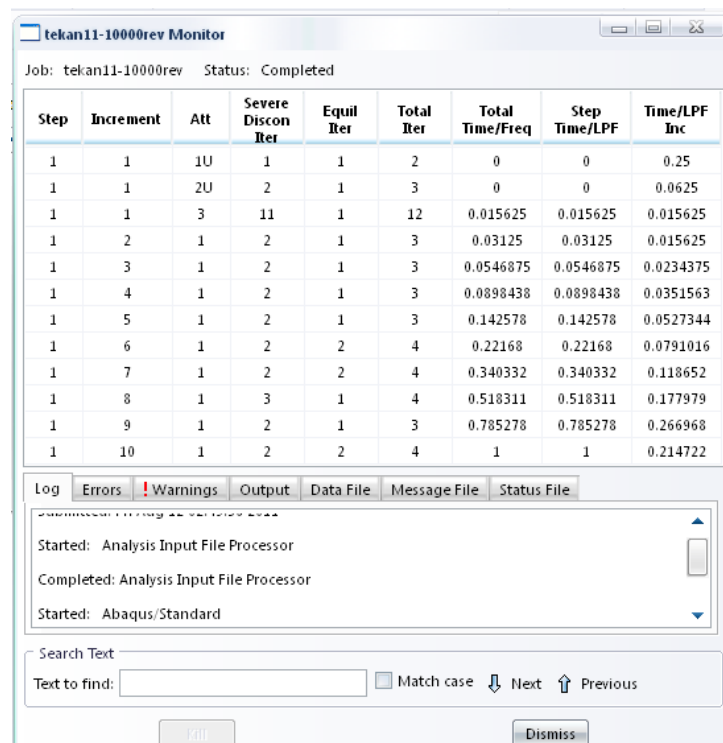 tekan11-10000rev Monitor
Job: tekan11-10000rev Status: Completed
Step Increment Att Severe Discon Iter Equil Iter Total Iter Total Time/Freq Step Time/LPF Time/LPF Inc
1 1 1U 1 1 2 0 0 0.25
1 1 2U 2 1 3 0 0 0.0625
1 1 3 11 1 12 0.015625 0.015625 0.015625
1 2 1 2 1 3 0.03125 0.03125 0.015625
1 3 1 2 1 3 0.0546875 0.0546875 0.0234375
1 4 1 2 1 3 0.0898438 0.0898438 0.0351563
1 5 1 2 1 3 0.142578 0.142578 0.0527344
1 6 1 2 2 4 0.22168 0.22168 0.0791016
1 7 1 2 2 4 0.340332 0.340332 0.118652
1 8 1 3 1 4 0.518311 0.518311 0.177979
1 9 1 2 1 3 0.785278 0.785278 0.266968
1 10 1 2 2 4 1 1 0.214722
Log Errors ! Warnings Output Data File Message File Status File
Submitted: Fri Aug 12 2011
Started: Analysis Input File Processor
Completed: Analysis Input File Processor
Started: Abaqus/Standard
Search Text
Text to find: Match case Next Previous
Kill Dismiss